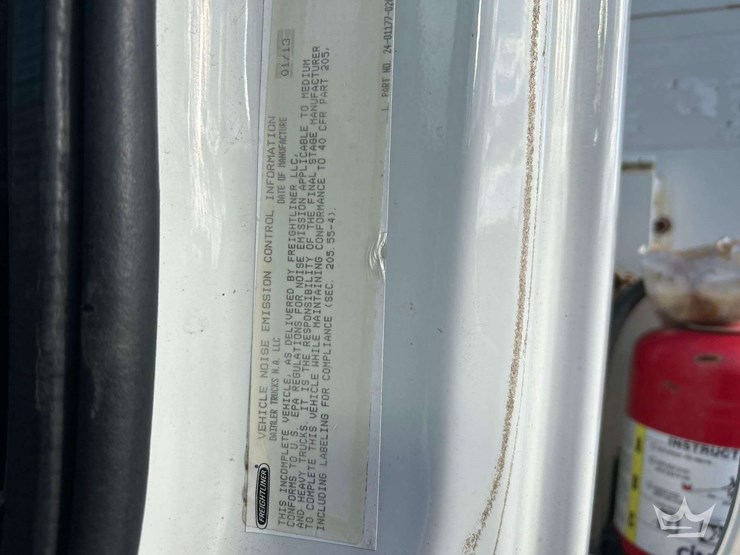 VEHICLE NOISE EMISSION CONTROL INFORMATION
DAIMLER TRUCKS N.A. LLC
DATE OF MANUFACTURE
01/13
FREIGHTLINER
THIS INCOMPLETE VEHICLE, AS DELIVERED BY FREIGHTLINER LLC,
CONFORMS TO U.S. EPA REGULATIONS FOR NOISE EMISSION APPLICABLE TO MEDIUM
AND HEAVY TRUCKS. IT IS THE RESPONSIBILITY OF THE FINAL STAGE MANUFACTURER
TO COMPLETE THIS VEHICLE WHILE MAINTAINING CONFORMANCE TO 40 CFR PART 205,
INCLUDING LABELING FOR COMPLIANCE (SEC. 205.55-4).
L PART NO. 24-01177-020
INSTRUCT
A
B
C